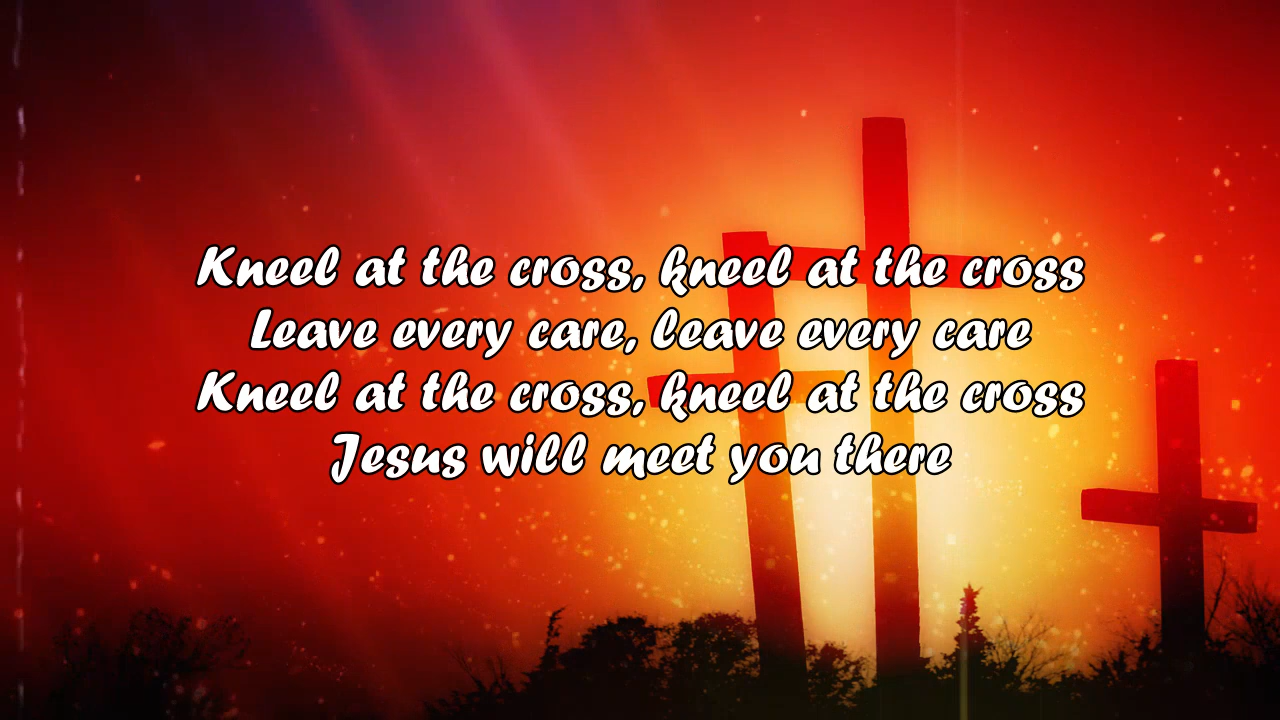 Kneel at the cross, kneel at the cross
Leave every care, leave every care
Kneel at the cross, kneel at the cross
Jesus will meet you there